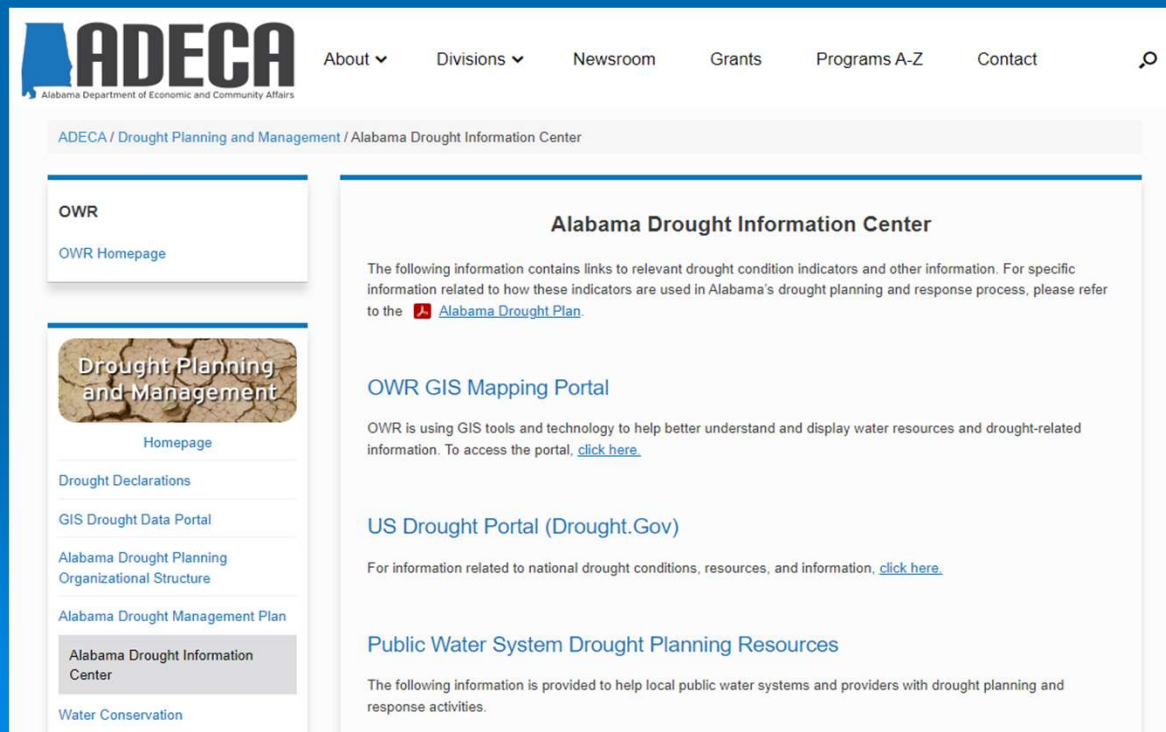 ADECA
Alabama Department of Economic and Community Affairs
About
Divisions
Newsroom
Grants
Programs A-Z
Contact
ADECA / Drought Planning and Management / Alabama Drought Information Center
OWR
OWR Homepage
Drought Planning
and Management
Homepage
Drought Declarations
GIS Drought Data Portal
Alabama Drought Planning
Organizational Structure
Alabama Drought Management Plan
Alabama Drought Information
Center
Water Conservation
Alabama Drought Information Center
The following information contains links to relevant drought condition indicators and other information. For specific
information related to how these indicators are used in Alabama's drought planning and response process, please refer
to the Alabama Drought Plan.
OWR GIS Mapping Portal
OWR is using GIS tools and technology to help better understand and display water resources and drought-related
information. To access the portal, click here.
US Drought Portal (Drought.Gov)
For information related to national drought conditions, resources, and information, click here.
Public Water System Drought Planning Resources
The following information is provided to help local public water systems and providers with drought planning and
response activities.